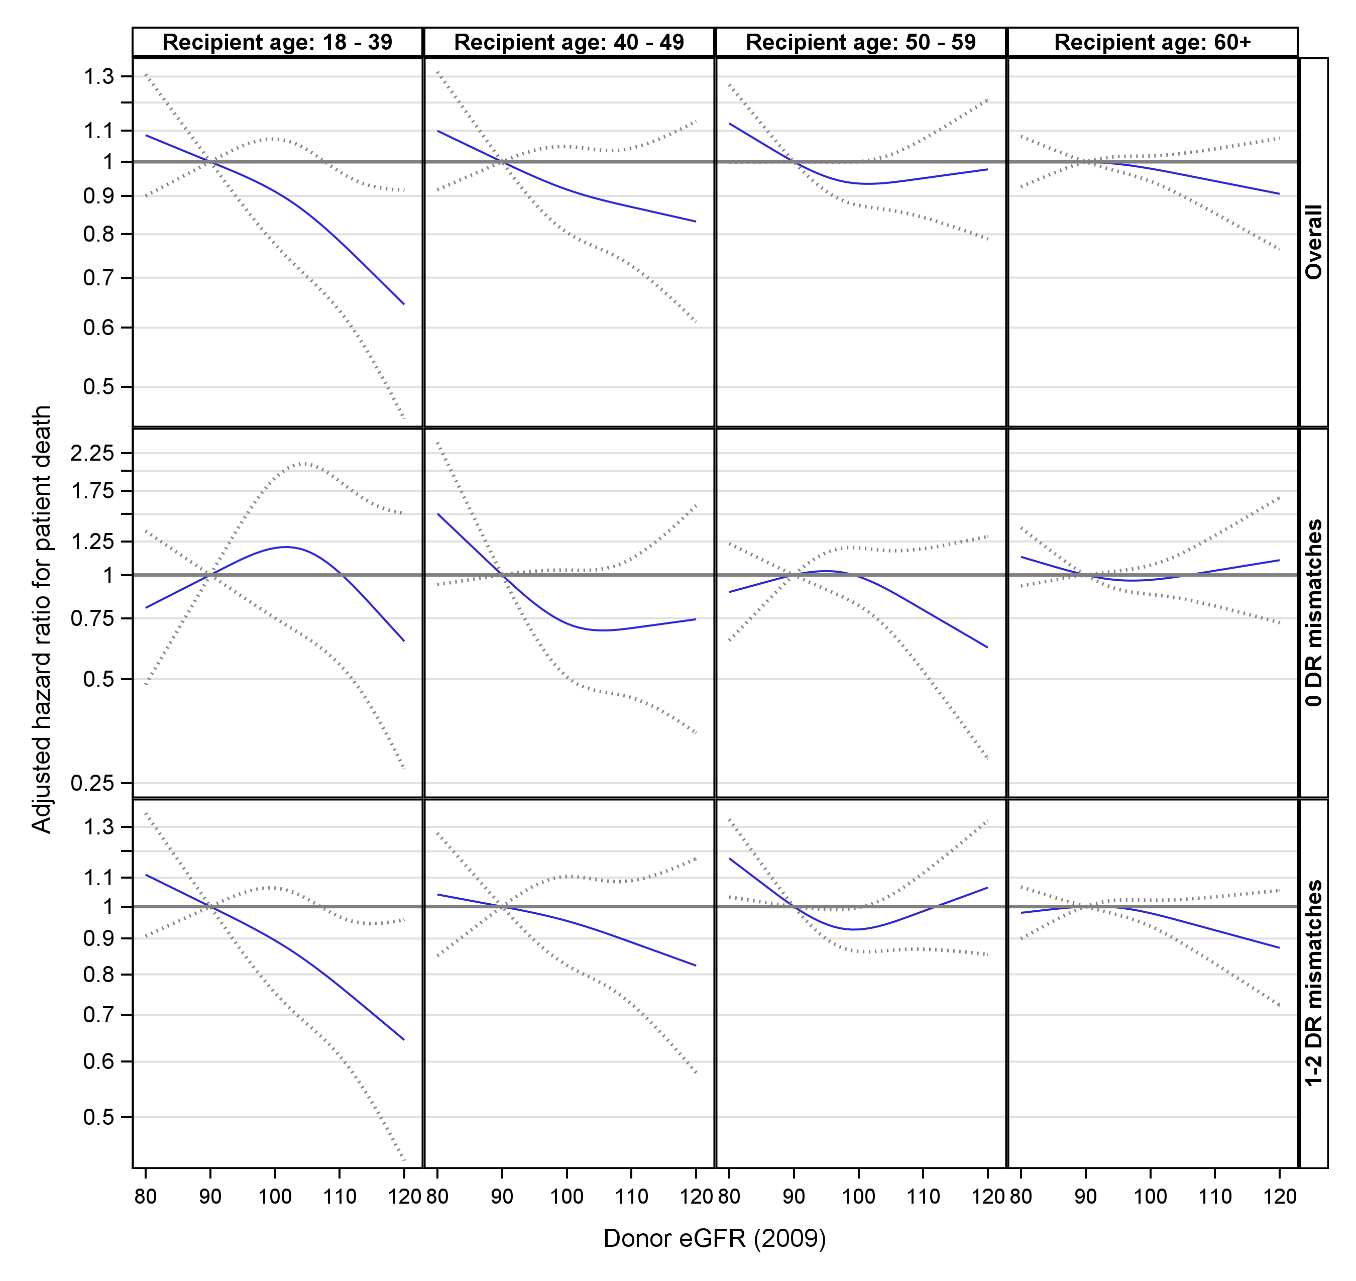 Recipient age: 18 - 39
Recipient age: 40 - 49
Recipient age: 50 - 59
Recipient age: 60+
1.3
1.1
1
0.9
0.8
0.7
0.6
0.5
Overall
Adjusted hazard ratio for patient death
2.25
1.75
1.25
1
0.75
0.5
0.25
0 DR mismatches
1.3
1.1
1
0.9
0.8
0.7
0.6
0.5
1-2 DR mismatches
80 90 100 110 120 80 90 100 110 120 80 90 100 110 120 80 90 100 110 120
Donor eGFR (2009)